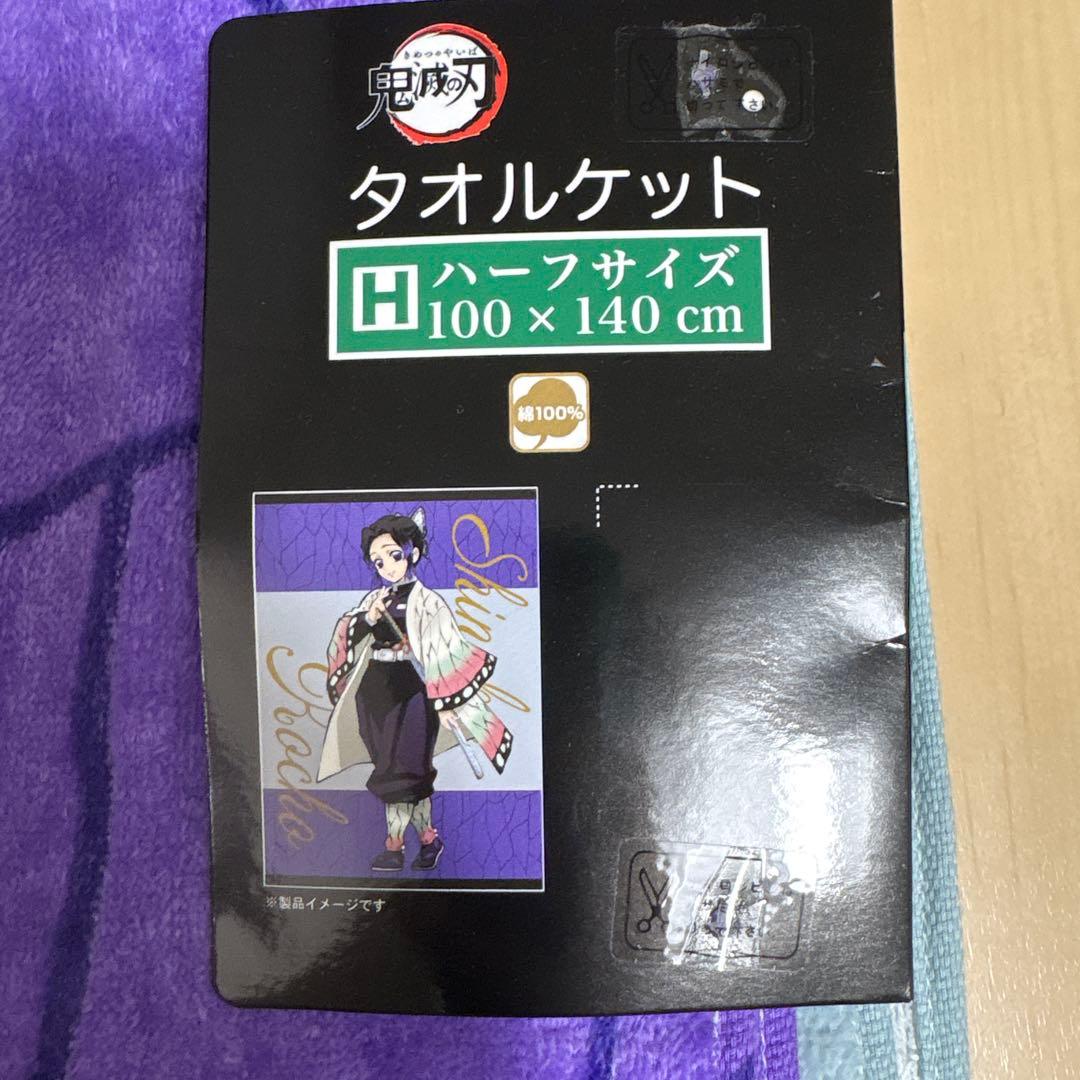 きめつのやいば
鬼滅の刃
タオルケット
H ハーフサイズ
100 × 140 cm
綿100%
Shinob
Kocho
※製品イメージです